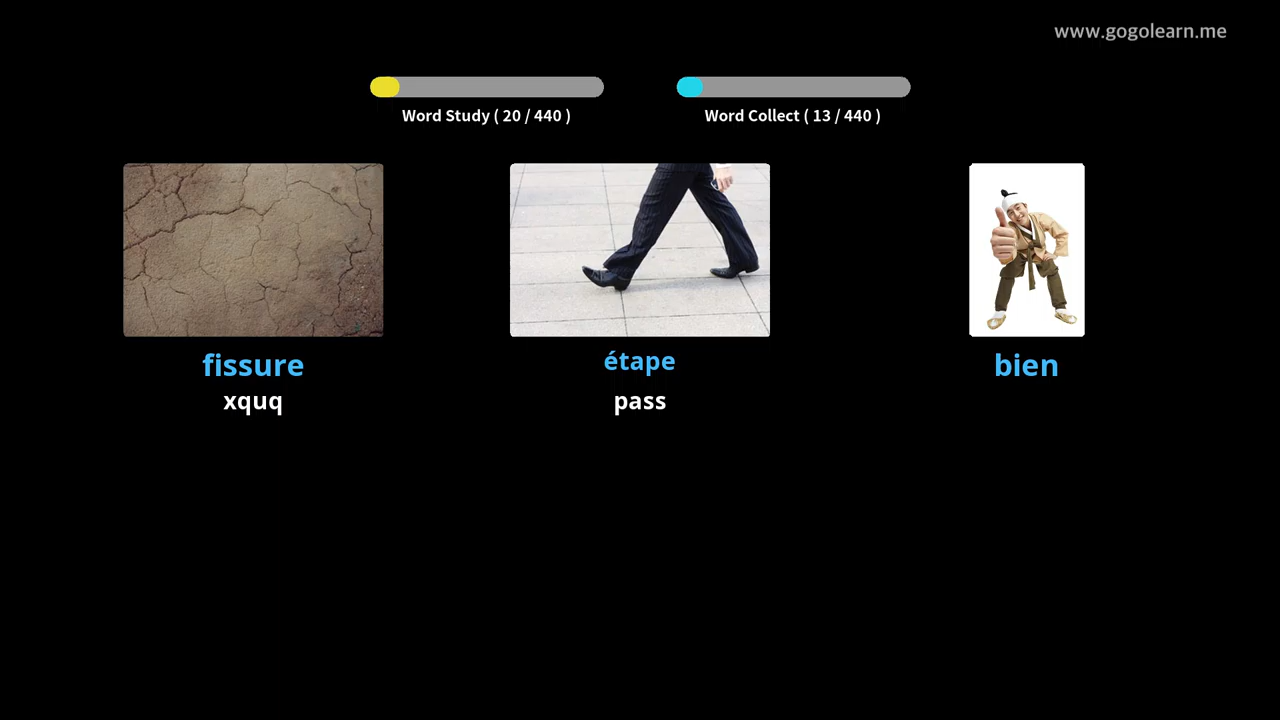 www.gogolearn.me
Word Study ( 20 / 440 )
Word Collect ( 13 / 440 )
fissure
xquq
étape
pass
bien